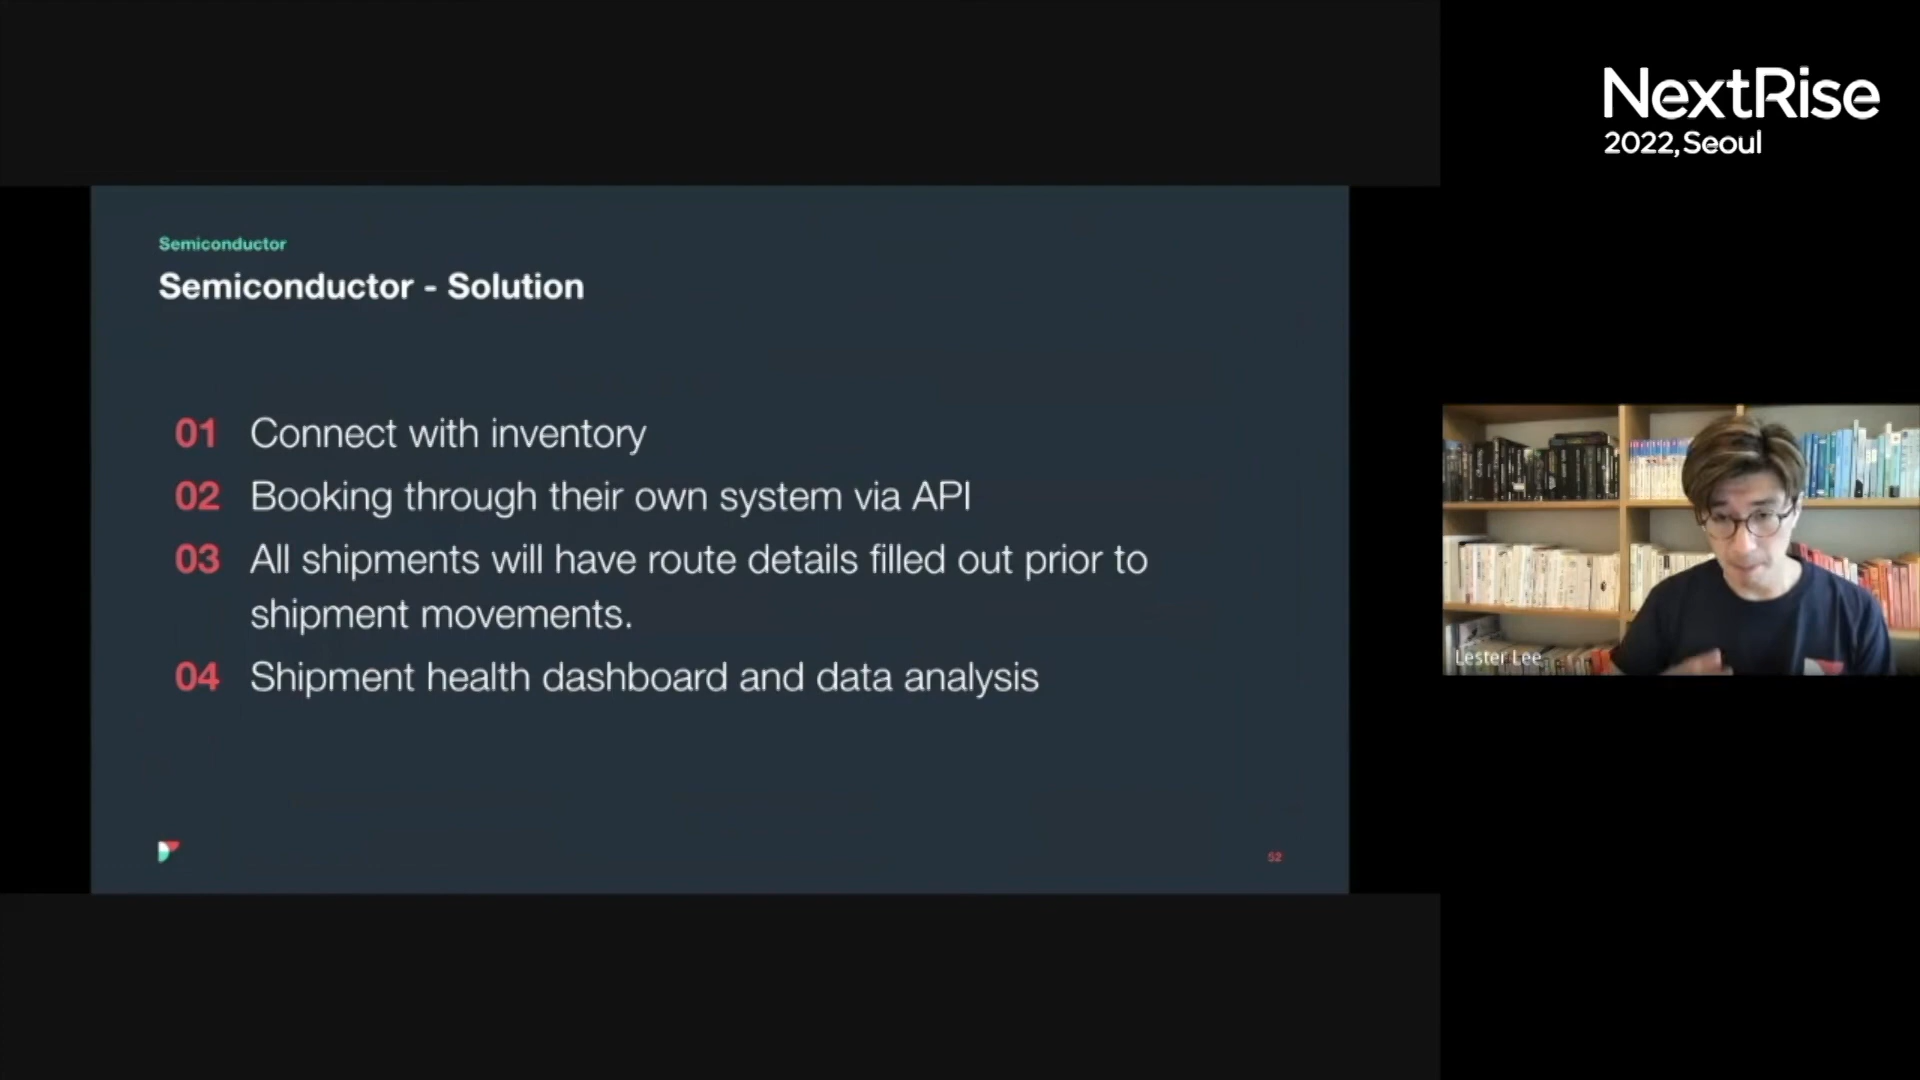 NextRise
2022, Seoul
Semiconductor
Semiconductor - Solution
01 Connect with inventory
02 Booking through their own system via API
03 All shipments will have route details filled out prior to
shipment movements.
04 Shipment health dashboard and data analysis
52
Lester Lee